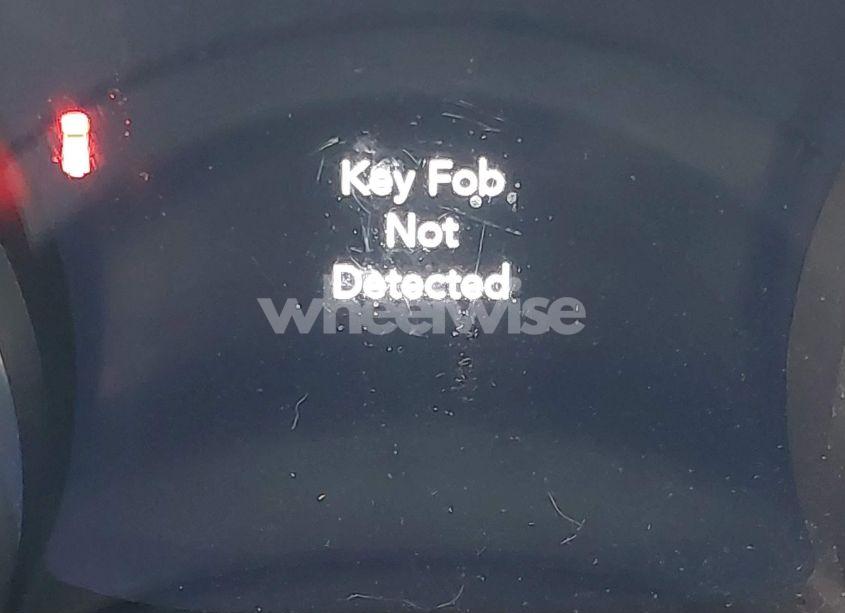 Key Fob
Not
Detected
wheelwise